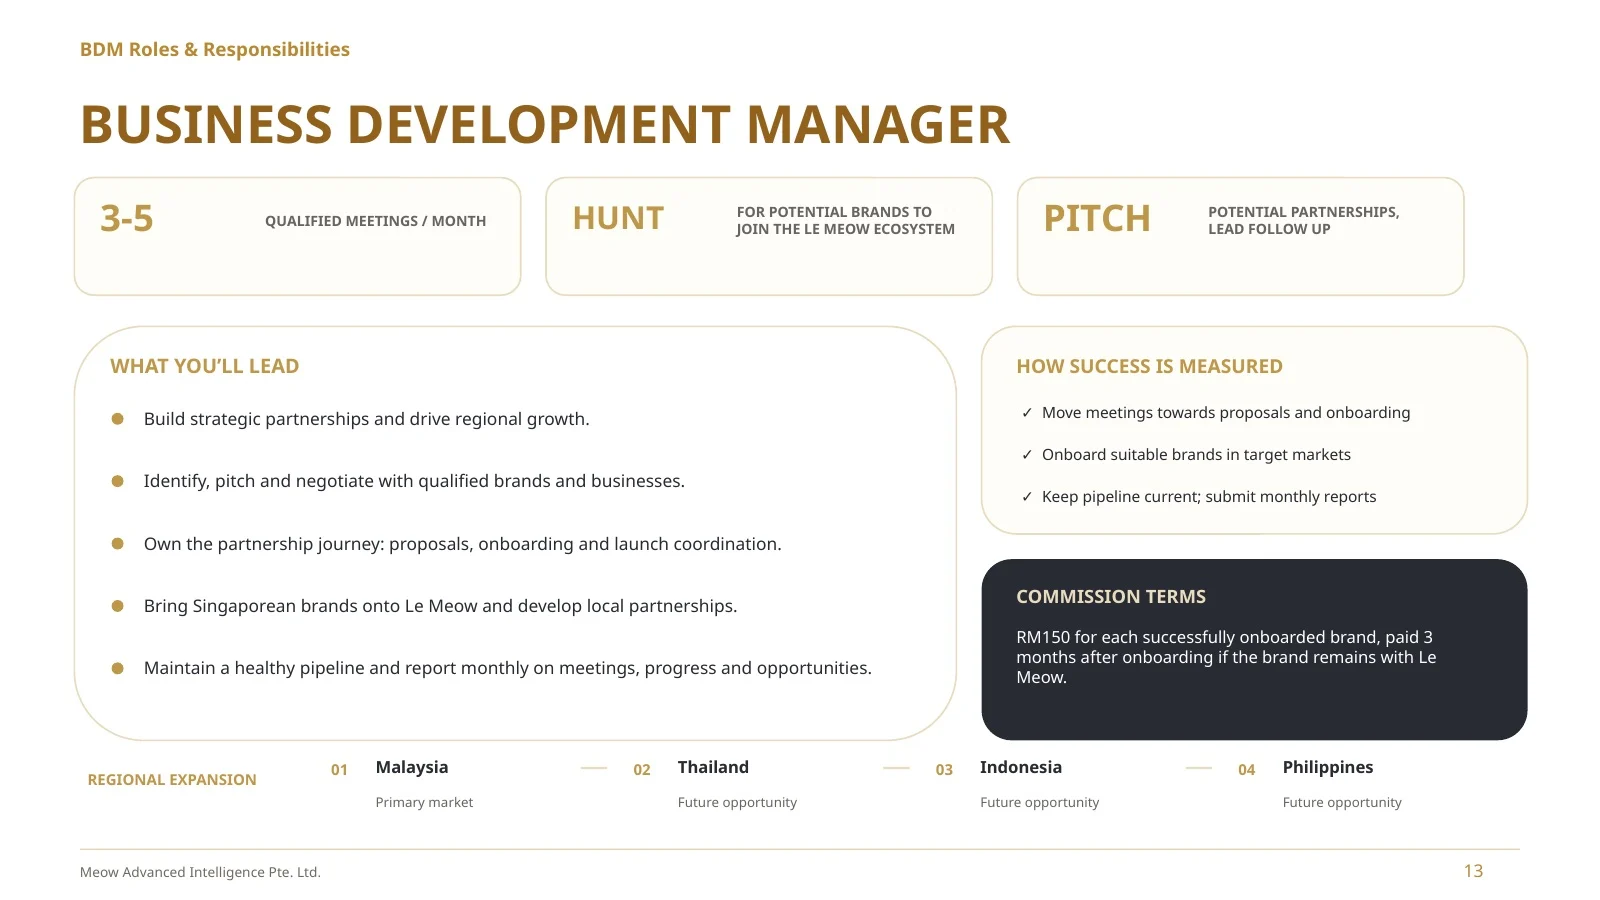 BDM Roles & Responsibilities
BUSINESS DEVELOPMENT MANAGER
3-5
QUALIFIED MEETINGS / MONTH
HUNT
FOR POTENTIAL BRANDS TO
JOIN THE LE MEOW ECOSYSTEM
PITCH
POTENTIAL PARTNERSHIPS,
LEAD FOLLOW UP
WHAT YOU’LL LEAD
Build strategic partnerships and drive regional growth.
Identify, pitch and negotiate with qualified brands and businesses.
Own the partnership journey: proposals, onboarding and launch coordination.
Bring Singaporean brands onto Le Meow and develop local partnerships.
Maintain a healthy pipeline and report monthly on meetings, progress and opportunities.
HOW SUCCESS IS MEASURED
✓ Move meetings towards proposals and onboarding
✓ Onboard suitable brands in target markets
✓ Keep pipeline current; submit monthly reports
COMMISSION TERMS
RM150 for each successfully onboarded brand, paid 3
months after onboarding if the brand remains with Le
Meow.
REGIONAL EXPANSION
01 Malaysia
Primary market
02 Thailand
Future opportunity
03 Indonesia
Future opportunity
04 Philippines
Future opportunity
Meow Advanced Intelligence Pte. Ltd.
13